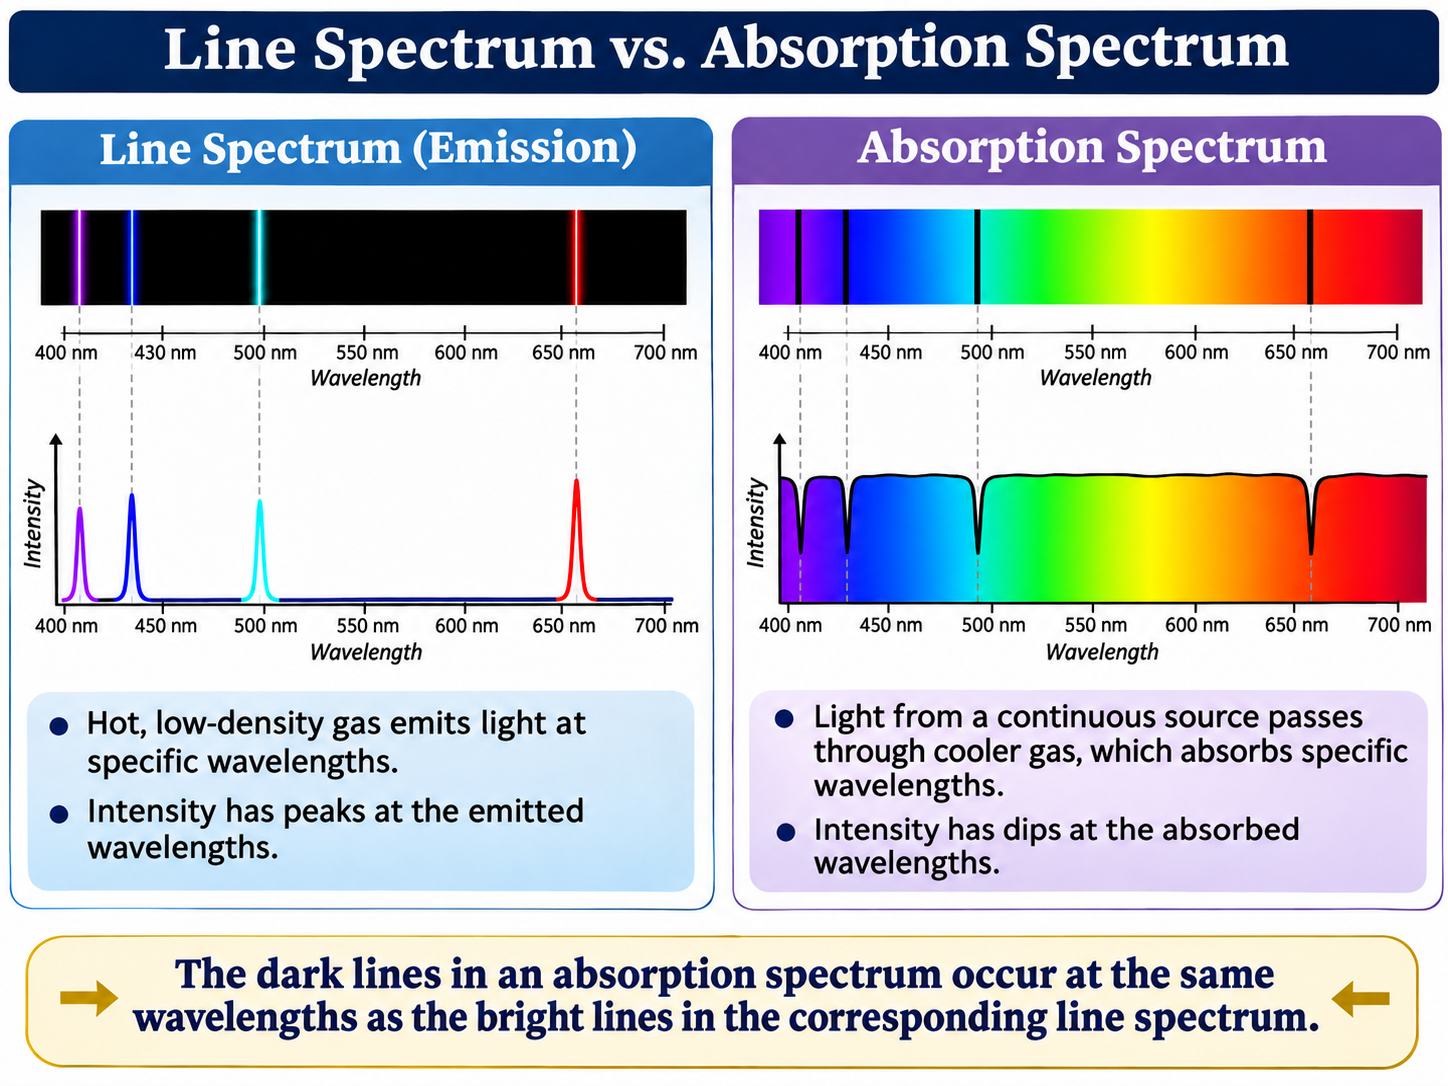 Line Spectrum vs. Absorption Spectrum
Line Spectrum (Emission)
400 nm 430 nm 500 nm 550 nm 600 nm 650 nm 700 nm
Wavelength
Intensity
400 nm 450 nm 500 nm 550 nm 600 nm 650 nm 700 nm
Wavelength
● Hot, low-density gas emits light at
specific wavelengths.
● Intensity has peaks at the emitted
wavelengths.
Absorption Spectrum
400 nm 450 nm 500 nm 550 nm 600 nm 650 nm 700 nm
Wavelength
Intensity
400 nm 450 nm 500 nm 550 nm 600 nm 650 nm 700 nm
Wavelength
● Light from a continuous source passes
through cooler gas, which absorbs specific
wavelengths.
● Intensity has dips at the absorbed
wavelengths.
The dark lines in an absorption spectrum occur at the same
wavelengths as the bright lines in the corresponding line spectrum.